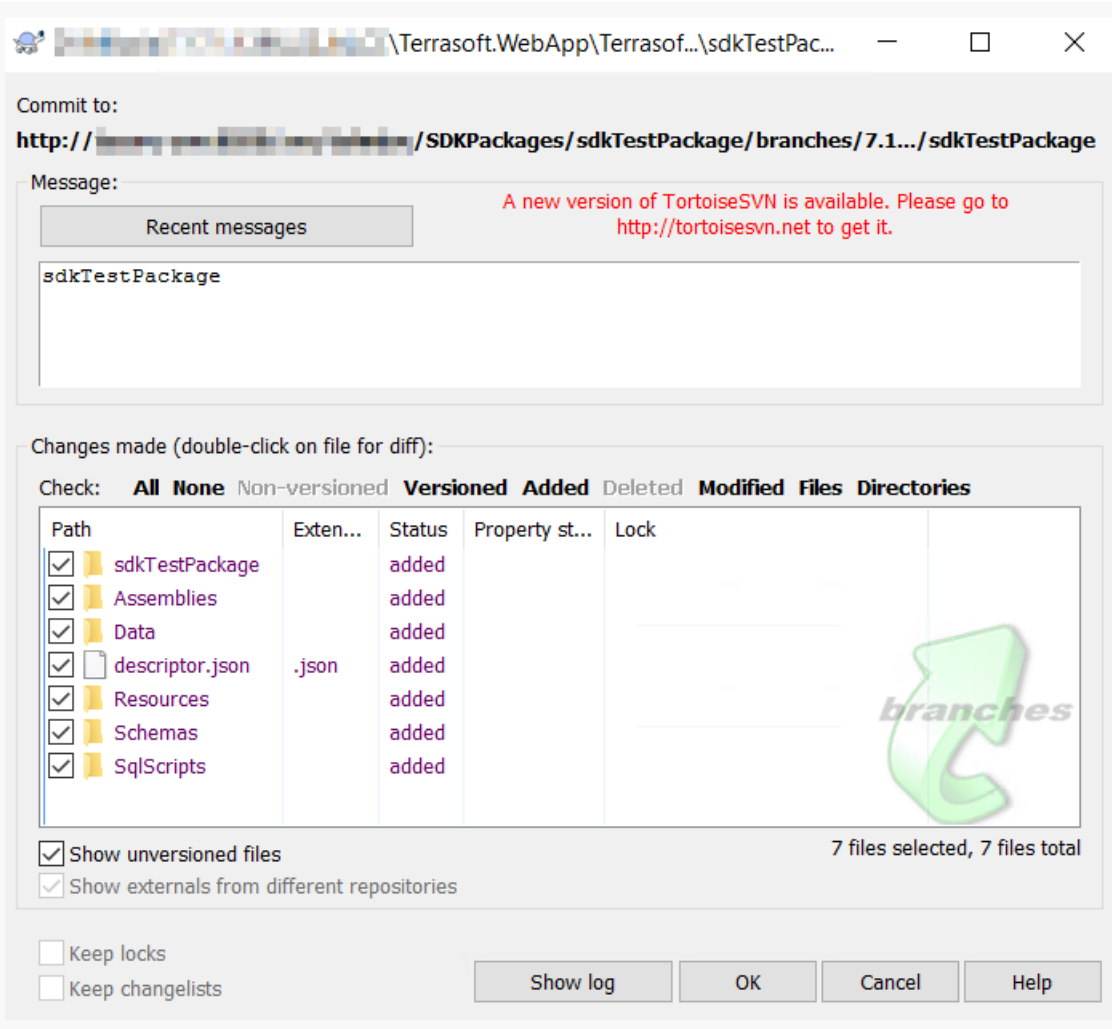 \Terrasoft.WebApp\Terrasof...\sdkTestPac...
Commit to:
http:// /SDKPackages/sdkTestPackage/branches/7.1.../sdkTestPackage
Message:
A new version of TortoiseSVN is available. Please go to
http://tortoisesvn.net to get it.
Recent messages
sdkTestPackage
Changes made (double-click on file for diff):
Check: All None Non-versioned Versioned Added Deleted Modified Files Directories
Path Exten... Status Property st... Lock
sdkTestPackage added
Assemblies added
Data added
descriptor.json .json added
Resources added
Schemas added
SqlScripts added
branches
Show unversioned files
7 files selected, 7 files total
Show externals from different repositories
Keep locks
Keep changelists
Show log OK Cancel Help